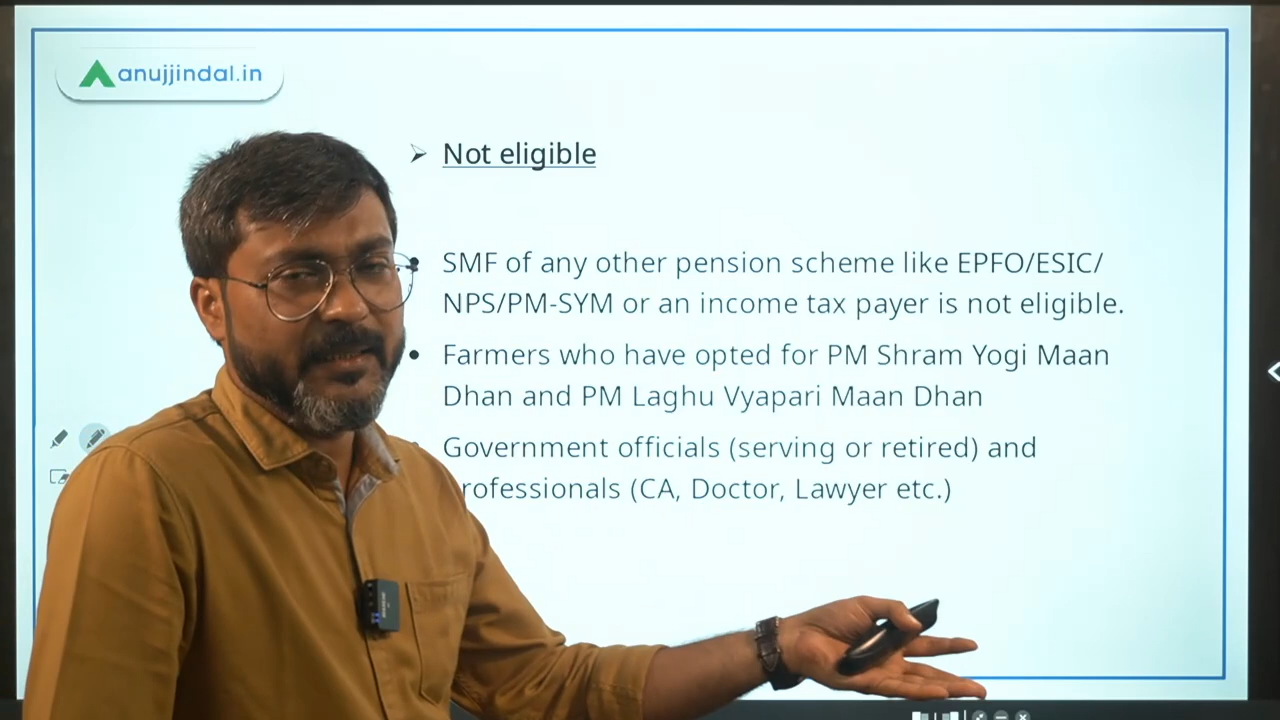 anujjindal.in
Not eligible
SMF of any other pension scheme like EPFO/ESIC/
NPS/PM-SYM or an income tax payer is not eligible.
Farmers who have opted for PM Shram Yogi Maan
Dhan and PM Laghu Vyapari Maan Dhan
Government officials (serving or retired) and
rofessionals (CA, Doctor, Lawyer etc.)